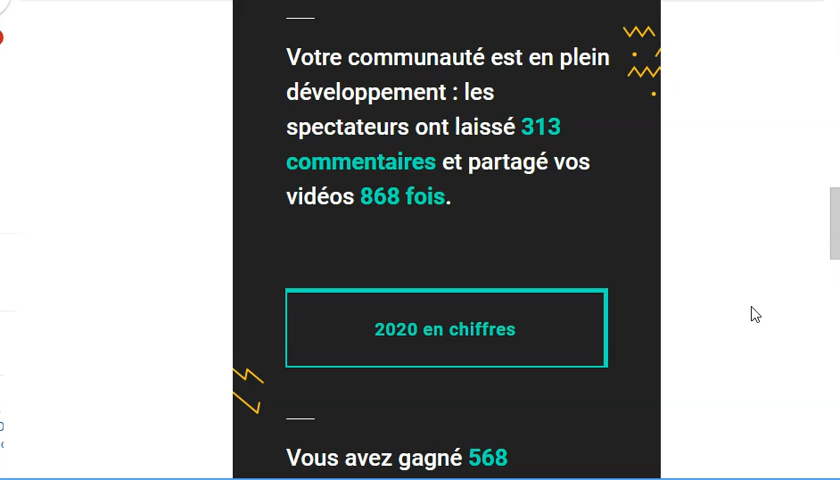 Votre communauté est en plein
développement : les
spectateurs ont laissé 313
commentaires et partagé vos
vidéos 868 fois.
2020 en chiffres
Vous avez gagné 568